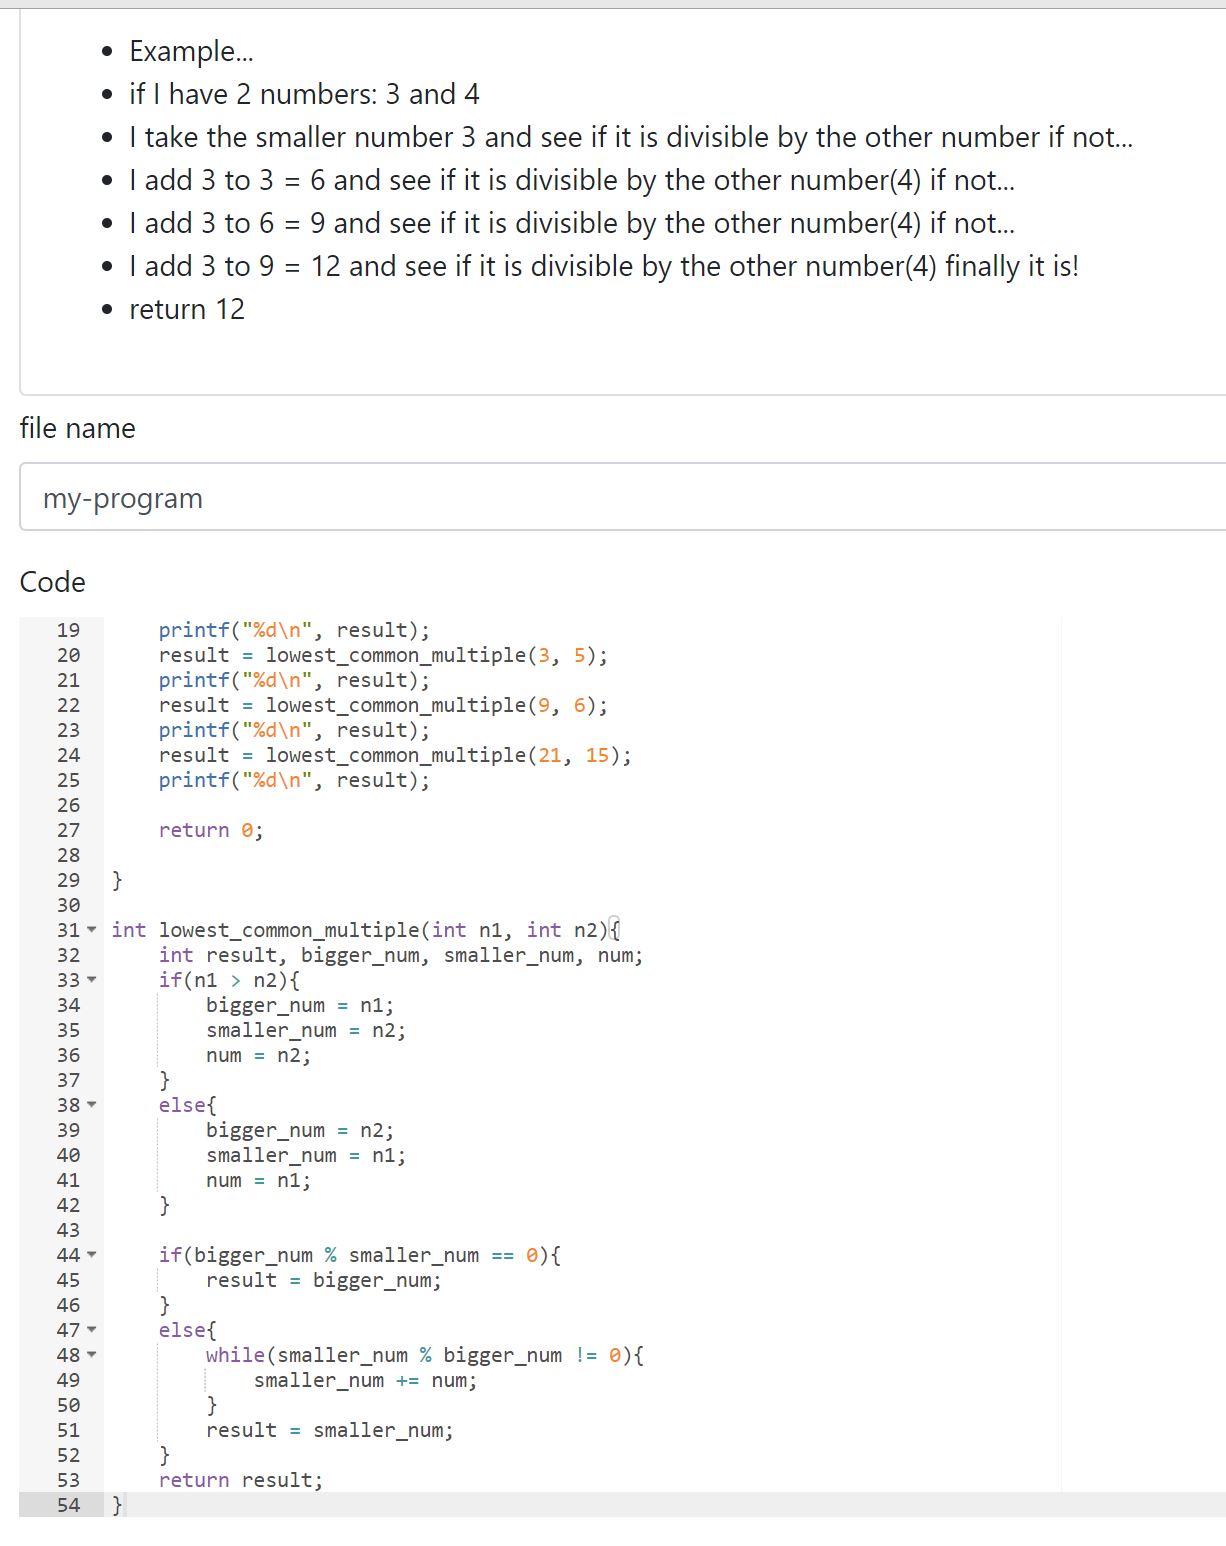 • Example...
• if I have 2 numbers: 3 and 4
• I take the smaller number 3 and see if it is divisible by the other number if not...
• I add 3 to 3 = 6 and see if it is divisible by the other number(4) if not...
• I add 3 to 6 = 9 and see if it is divisible by the other number(4) if not...
• I add 3 to 9 = 12 and see if it is divisible by the other number(4) finally it is!
• return 12
file name
my-program
Code
19     printf("%d\n", result);
20     result = lowest_common_multiple(3, 5);
21     printf("%d\n", result);
22     result = lowest_common_multiple(9, 6);
23     printf("%d\n", result);
24     result = lowest_common_multiple(21, 15);
25     printf("%d\n", result);
26
27     return 0;
28
29 }
30
31 int lowest_common_multiple(int n1, int n2){
32     int result, bigger_num, smaller_num, num;
33     if(n1 > n2){
34         bigger_num = n1;
35         smaller_num = n2;
36         num = n2;
37     }
38     else{
39         bigger_num = n2;
40         smaller_num = n1;
41         num = n1;
42     }
43
44     if(bigger_num % smaller_num == 0){
45         result = bigger_num;
46     }
47     else{
48         while(smaller_num % bigger_num != 0){
49             smaller_num += num;
50         }
51         result = smaller_num;
52     }
53     return result;
54 }